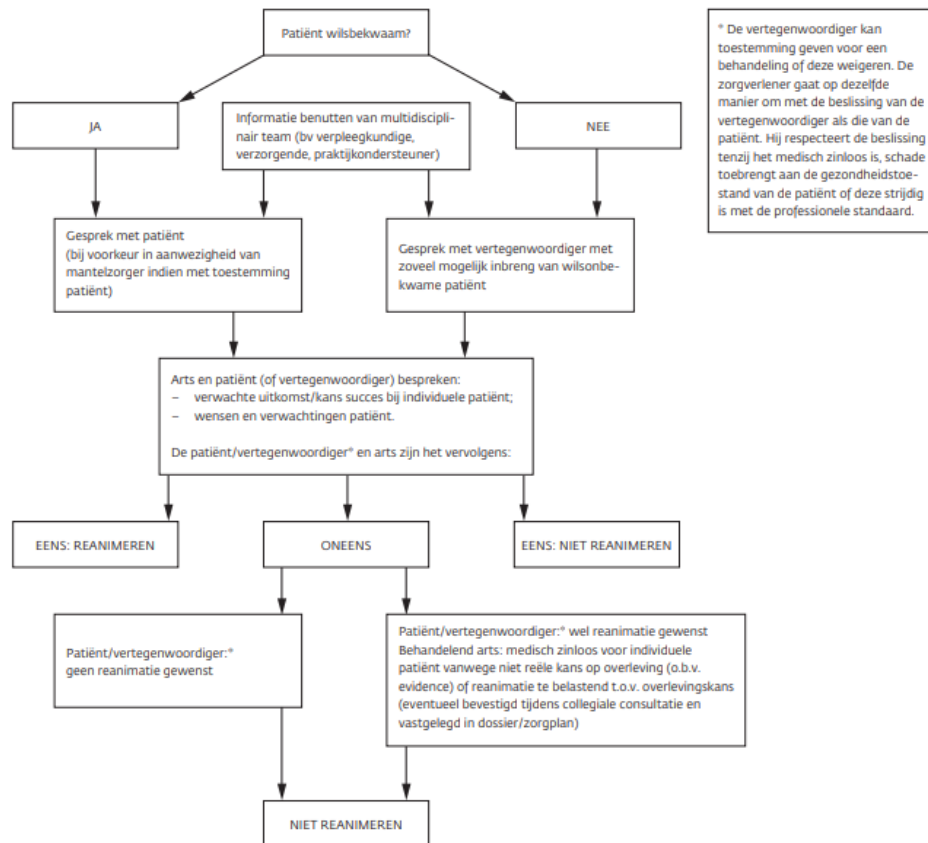 Patiënt wilsbekwaam?
* De vertegenwoordiger kan
toestemming geven voor een
behandeling of deze weigeren. De
zorgverlener gaat op dezelfde
manier om met de beslissing van de
vertegenwoordiger als die van de
patiënt. Hij respecteert de beslissing
tenzij het medisch zinloos is, schade
toebrengt aan de gezondheidstoe-
stand van de patiënt of deze strijdig
is met de professionele standaard.
JA
Informatie benutten van multidiscipli-
nair team (bv verpleegkundige,
verzorgende, praktijkondersteuner)
NEE
Gesprek met patiënt
(bij voorkeur in aanwezigheid van
mantelzorger indien met toestemming
patiënt)
Gesprek met vertegenwoordiger met
zoveel mogelijk inbreng van wilsonbe-
kwame patiënt
Arts en patiënt (of vertegenwoordiger) bespreken:
– verwachte uitkomst/kans succes bij individuele patiënt;
– wensen en verwachtingen patiënt.
De patiënt/vertegenwoordiger* en arts zijn het vervolgens:
EENS: REANIMEREN
ONEENS
EENS: NIET REANIMEREN
Patiënt/vertegenwoordiger:*
geen reanimatie gewenst
Patiënt/vertegenwoordiger:* wel reanimatie gewenst
Behandelend arts: medisch zinloos voor individuele
patiënt vanwege niet reële kans op overleving (o.b.v.
evidence) of reanimatie te belastend t.o.v. overlevingskans
(eventueel bevestigd tijdens collegiale consultatie en
vastgelegd in dossier/zorgplan)
NIET REANIMEREN